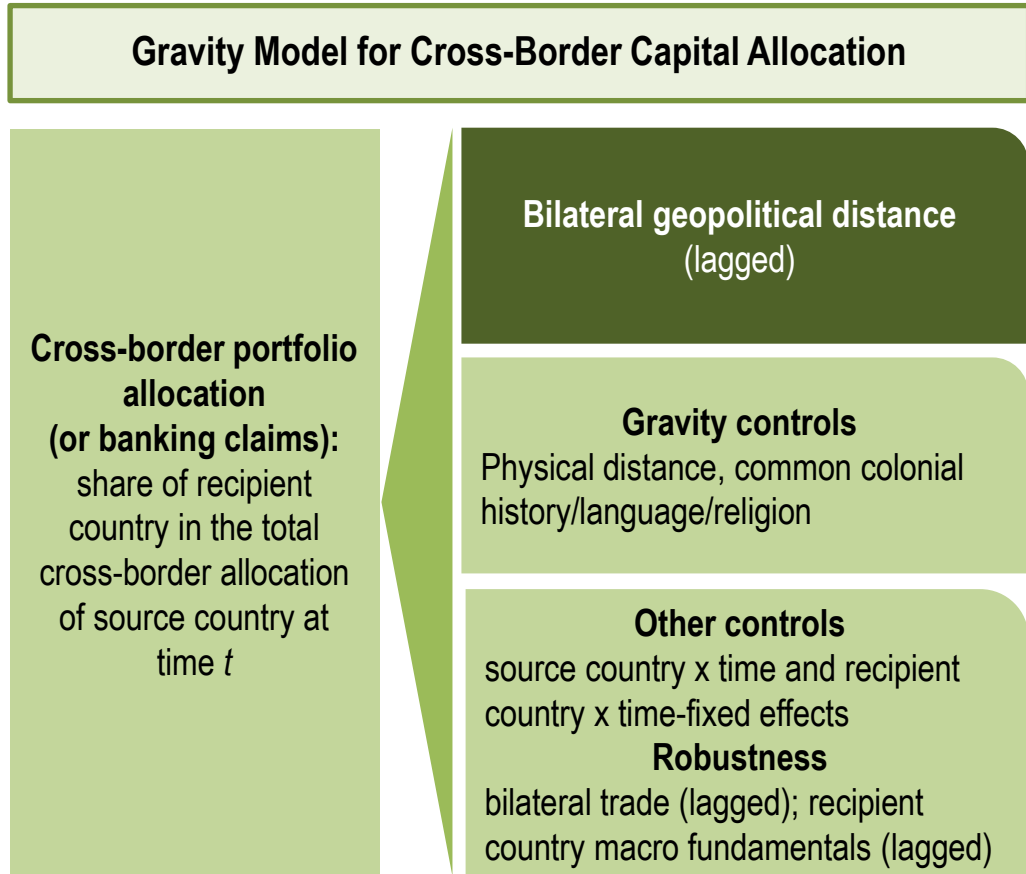 Gravity Model for Cross-Border Capital Allocation
Cross-border portfolio
allocation
(or banking claims):
share of recipient
country in the total
cross-border allocation
of source country at
time t
Bilateral geopolitical distance
(lagged)
Gravity controls
Physical distance, common colonial
history/language/religion
Other controls
source country x time and recipient
country x time-fixed effects
Robustness
bilateral trade (lagged); recipient
country macro fundamentals (lagged)